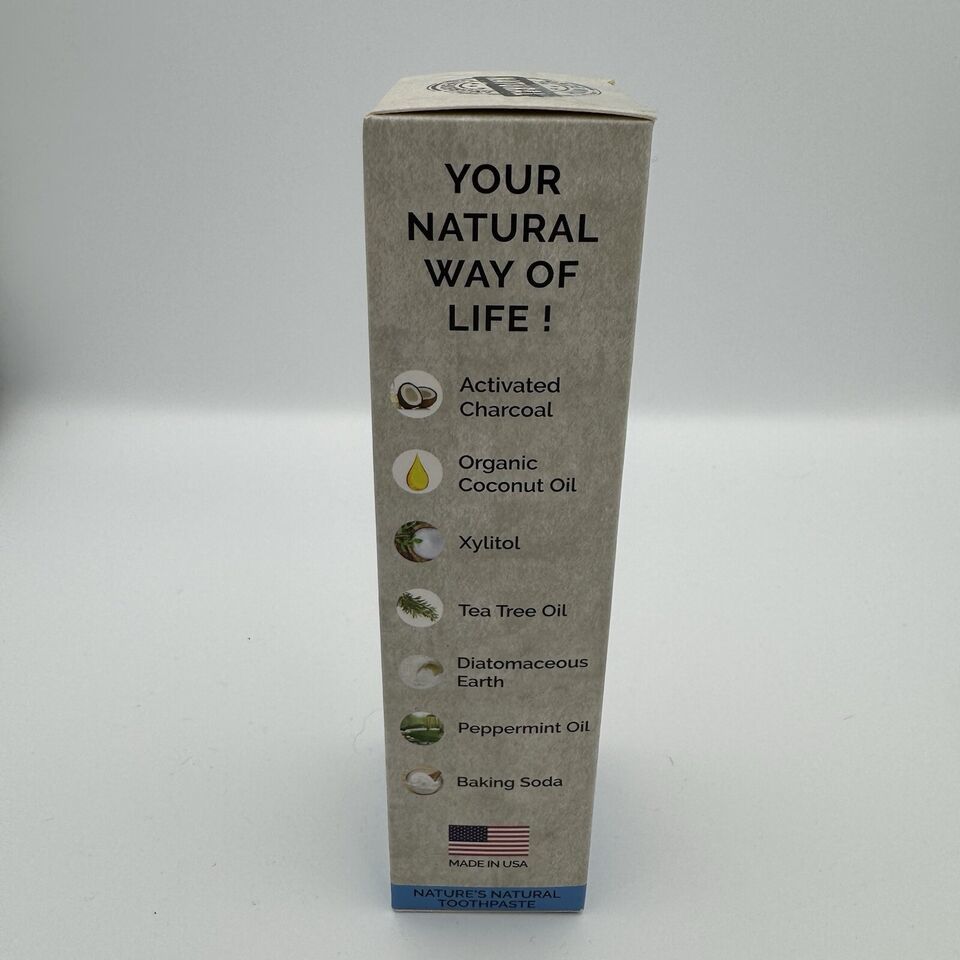 YOUR
NATURAL
WAY OF
LIFE !
Activated
Charcoal
Organic
Coconut Oil
Xylitol
Tea Tree Oil
Diatomaceous
Earth
Peppermint Oil
Baking Soda
MADE IN USA
NATURE'S NATURAL
TOOTHPASTE